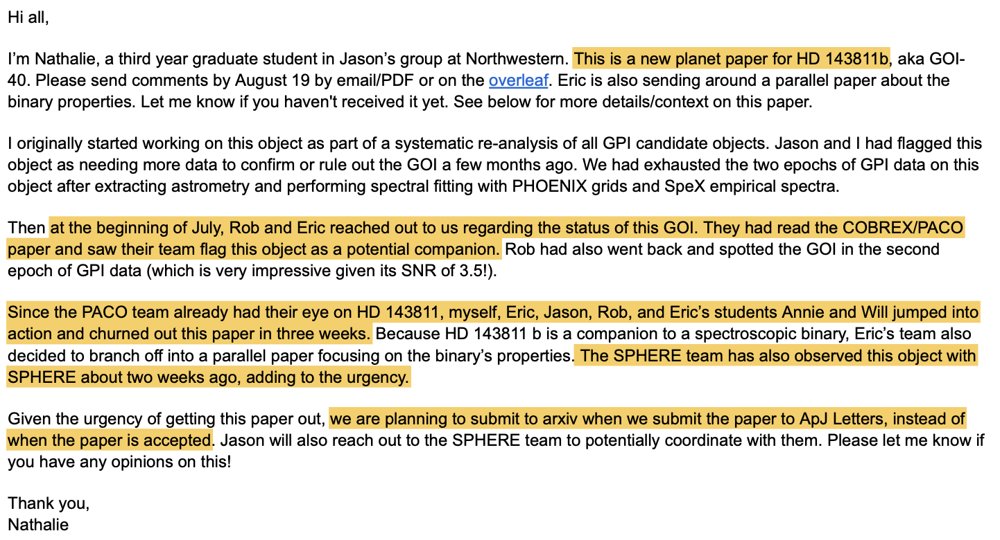 Hi all,
I’m Nathalie, a third year graduate student in Jason’s group at Northwestern. This is a new planet paper for HD 143811b, aka GOI-
40. Please send comments by August 19 by email/PDF or on the overleaf. Eric is also sending around a parallel paper about the
binary properties. Let me know if you haven't received it yet. See below for more details/context on this paper.
I originally started working on this object as part of a systematic re-analysis of all GPI candidate objects. Jason and I had flagged this
object as needing more data to confirm or rule out the GOI a few months ago. We had exhausted the two epochs of GPI data on this
object after extracting astrometry and performing spectral fitting with PHOENIX grids and SpeX empirical spectra.
Then at the beginning of July, Rob and Eric reached out to us regarding the status of this GOI. They had read the COBREX/PACO
paper and saw their team flag this object as a potential companion. Rob had also went back and spotted the GOI in the second
epoch of GPI data (which is very impressive given its SNR of 3.5!).
Since the PACO team already had their eye on HD 143811, myself, Eric, Jason, Rob, and Eric’s students Annie and Will jumped into
action and churned out this paper in three weeks. Because HD 143811 b is a companion to a spectroscopic binary, Eric’s team also
decided to branch off into a parallel paper focusing on the binary’s properties. The SPHERE team has also observed this object with
SPHERE about two weeks ago, adding to the urgency.
Given the urgency of getting this paper out, we are planning to submit to arxiv when we submit the paper to ApJ Letters, instead of
when the paper is accepted. Jason will also reach out to the SPHERE team to potentially coordinate with them. Please let me know if
you have any opinions on this!
Thank you,
Nathalie